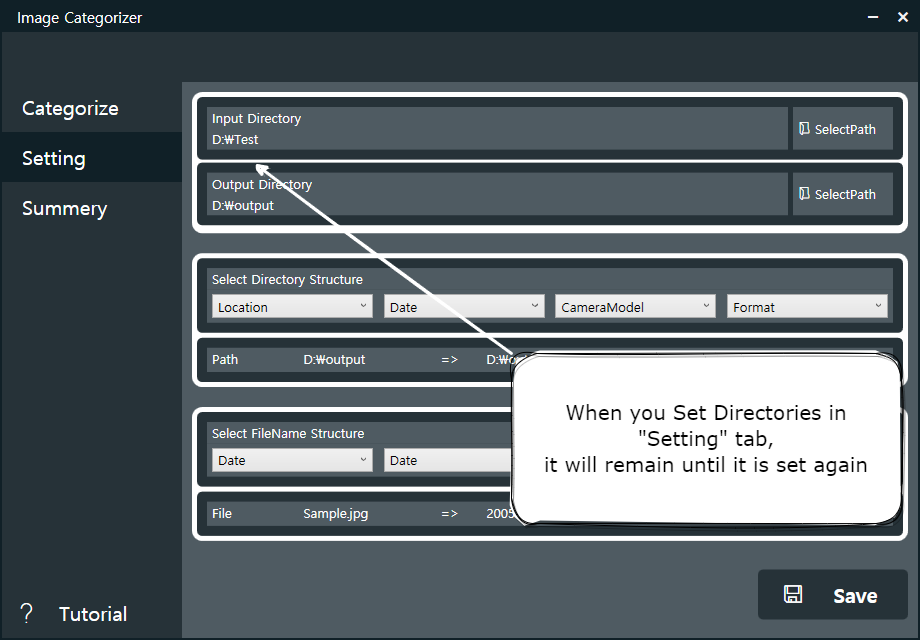 Image Categorizer
Categorize
Setting
Summery
? Tutorial
Input Directory
D:₩Test
SelectPath
Output Directory
D:₩output
SelectPath
Select Directory Structure
Location Date CameraModel Format
Path D:₩output =>
Select FileName Structure
Date Date
File Sample.jpg => 2005
When you Set Directories in
"Setting" tab,
it will remain until it is set again
Save